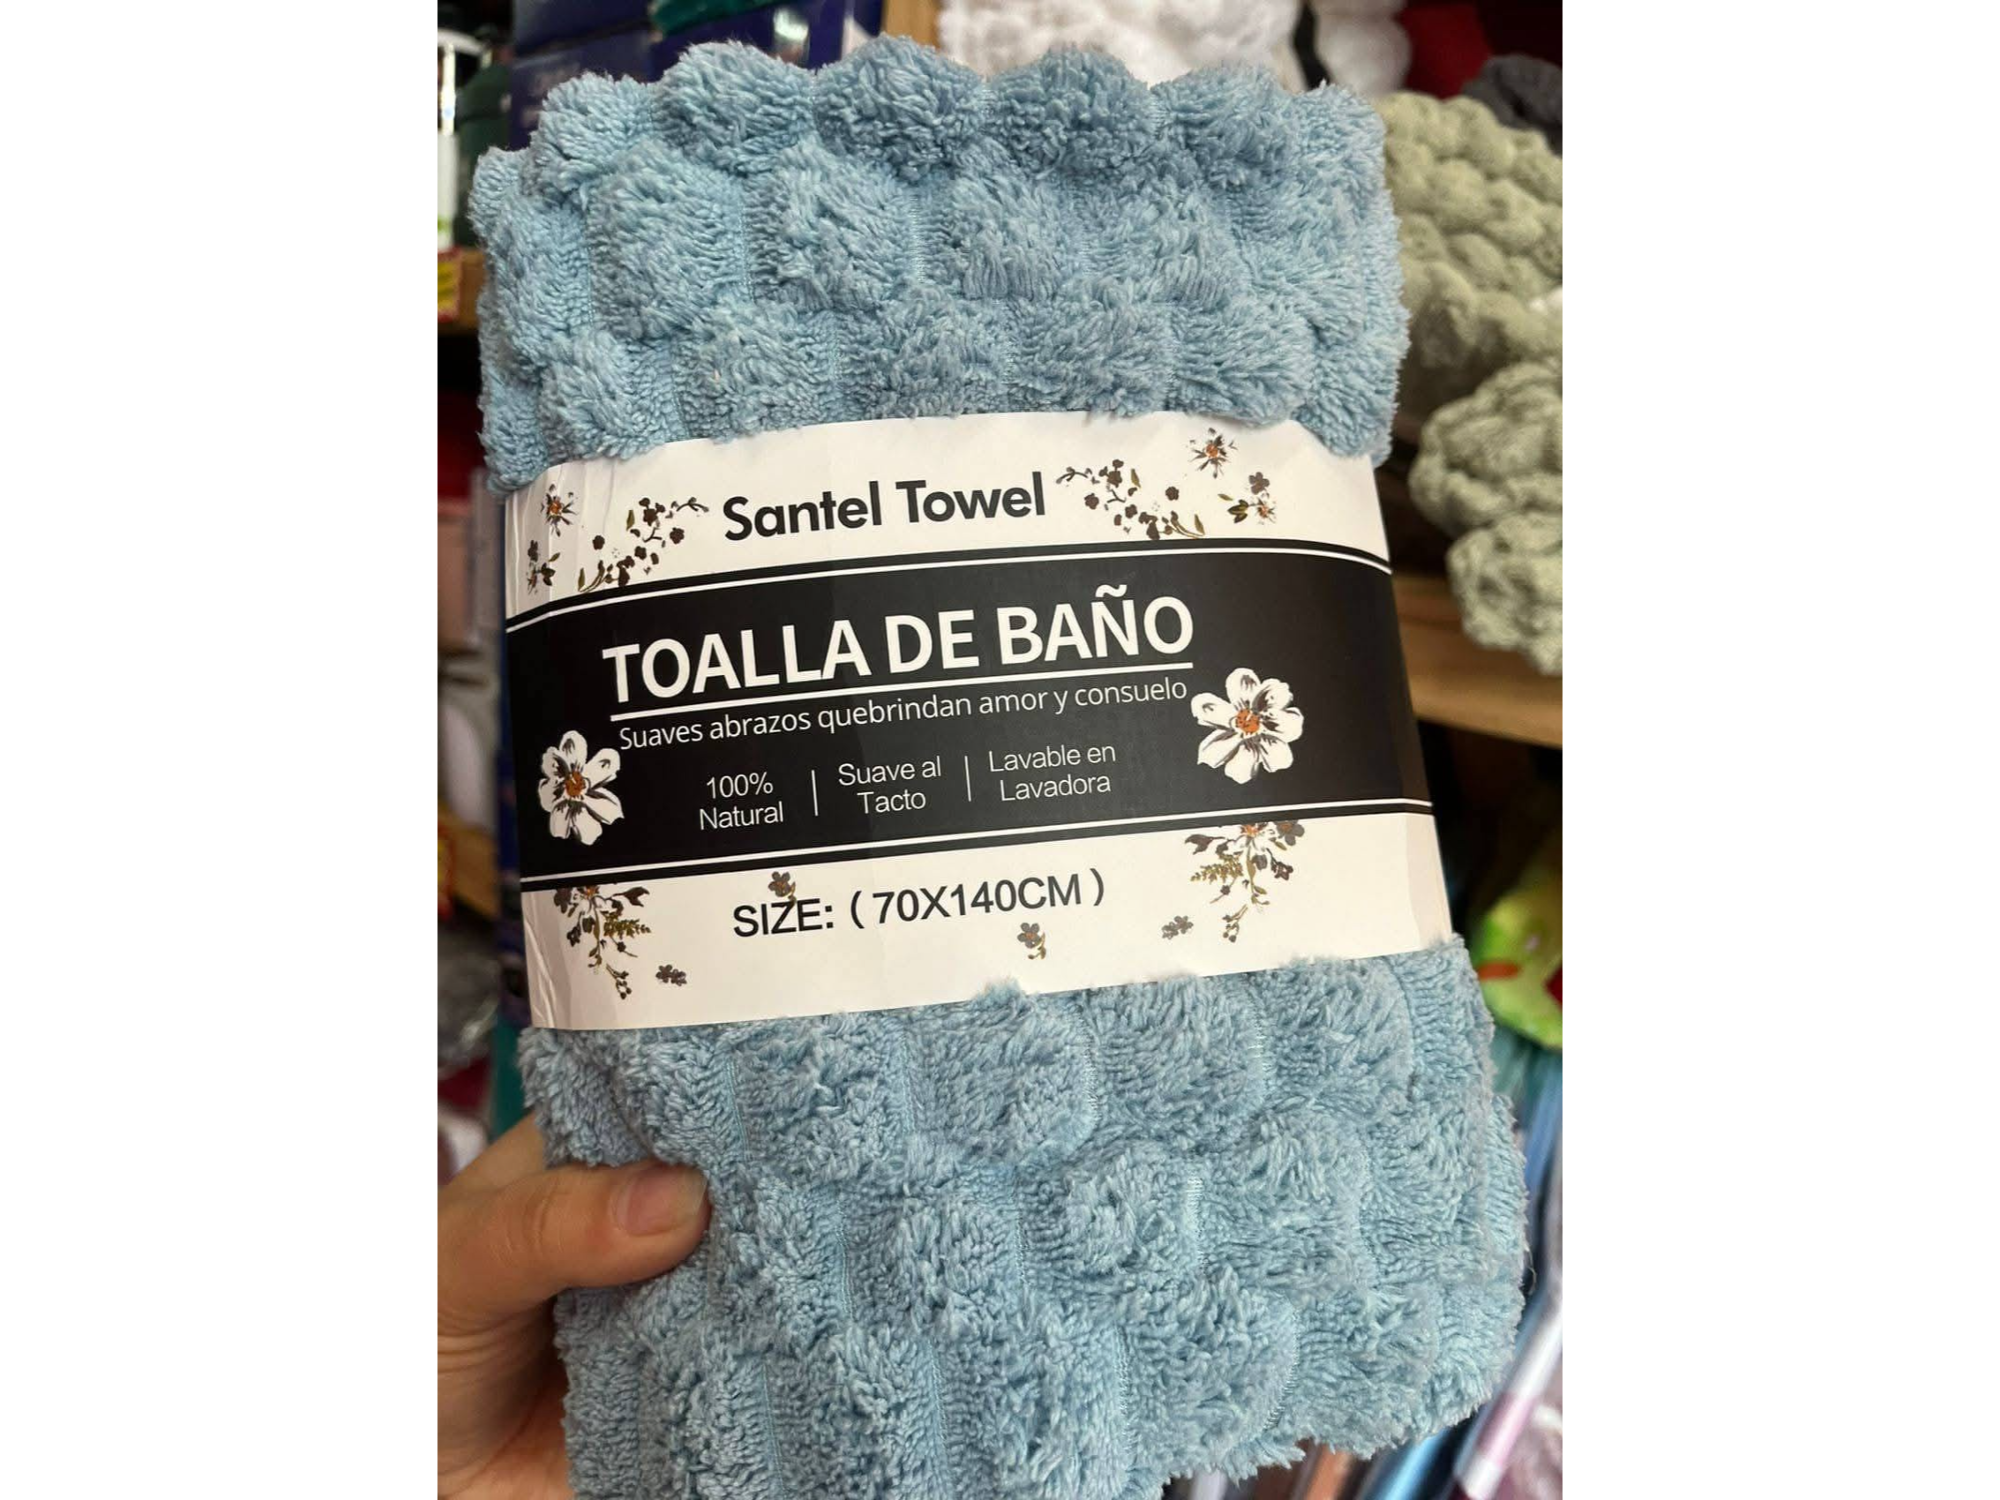 Santel Towel
TOALLA DE BAÑO
Suaves abrazos quebrindan amor y consuelo
100% Natural
Suave al Tacto
Lavable en Lavadora
SIZE: (70X140CM)